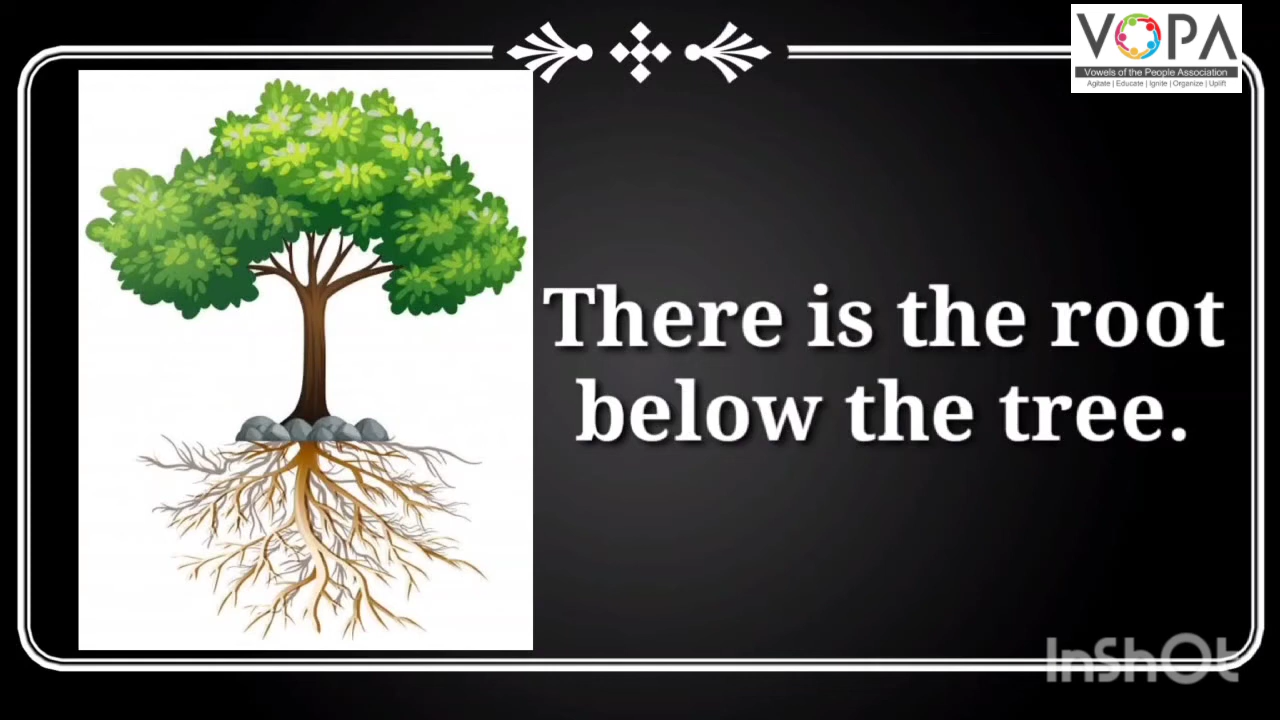 VOPA
Vowels of the People Association
Agitate | Educate | Ignite | Organize | Uplift
There is the root
below the tree.
InShOt